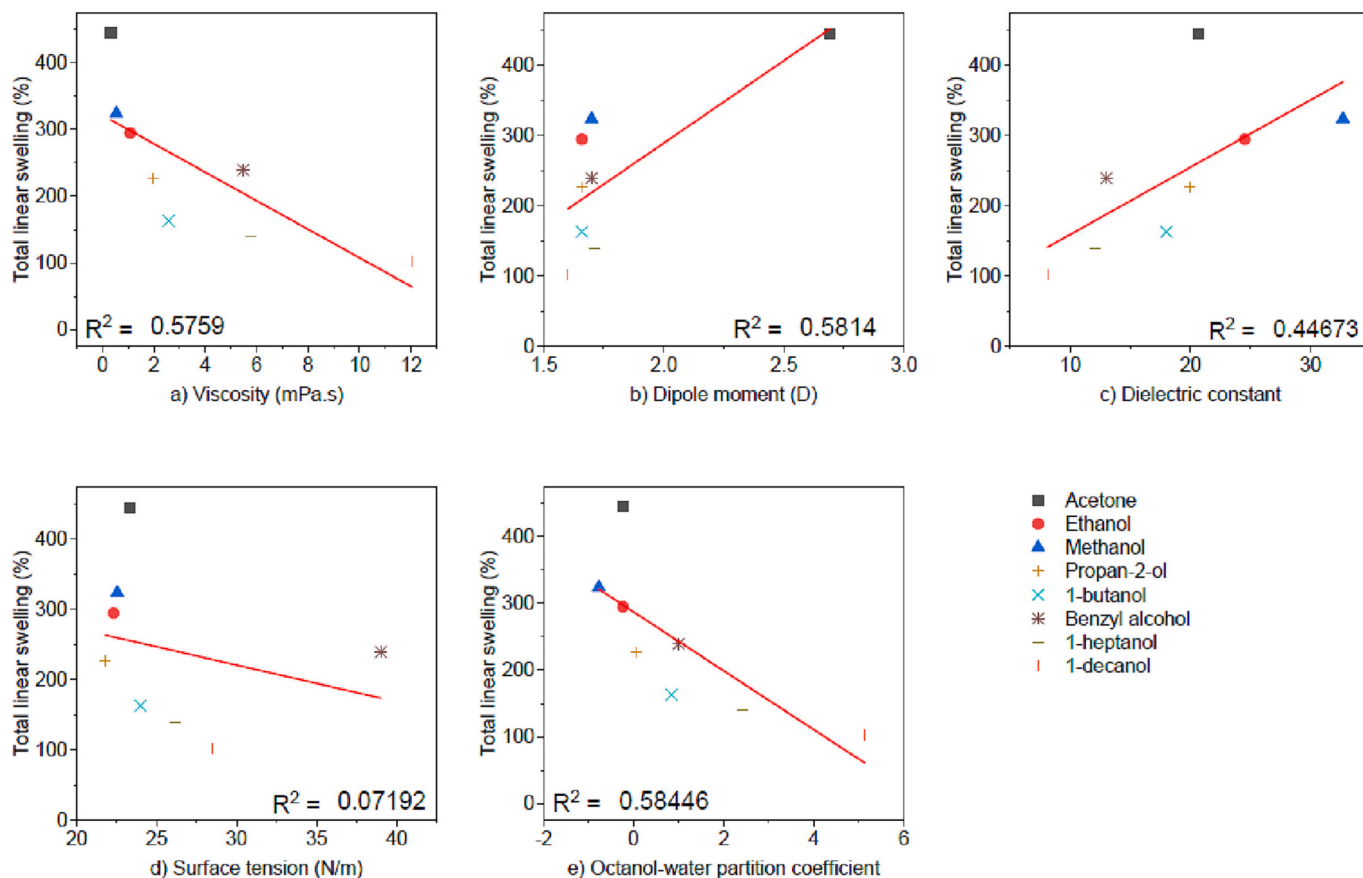 Total linear swelling (%)
400
300
200
100
0
R² = 0.5759
0 2 4 6 8 10 12
a) Viscosity (mPa.s)
Total linear swelling (%)
400
300
200
100
0
R² = 0.5814
1.5 2.0 2.5 3.0
b) Dipole moment (D)
Total linear swelling (%)
400
300
200
100
0
R² = 0.44673
10 20 30
c) Dielectric constant
Total linear swelling (%)
400
300
200
100
0
R² = 0.07192
20 25 30 35 40
d) Surface tension (N/m)
Total linear swelling (%)
400
300
200
100
0
R² = 0.58446
-2 0 2 4 6
e) Octanol-water partition coefficient
Acetone
Ethanol
Methanol
Propan-2-ol
1-butanol
Benzyl alcohol
1-heptanol
1-decanol